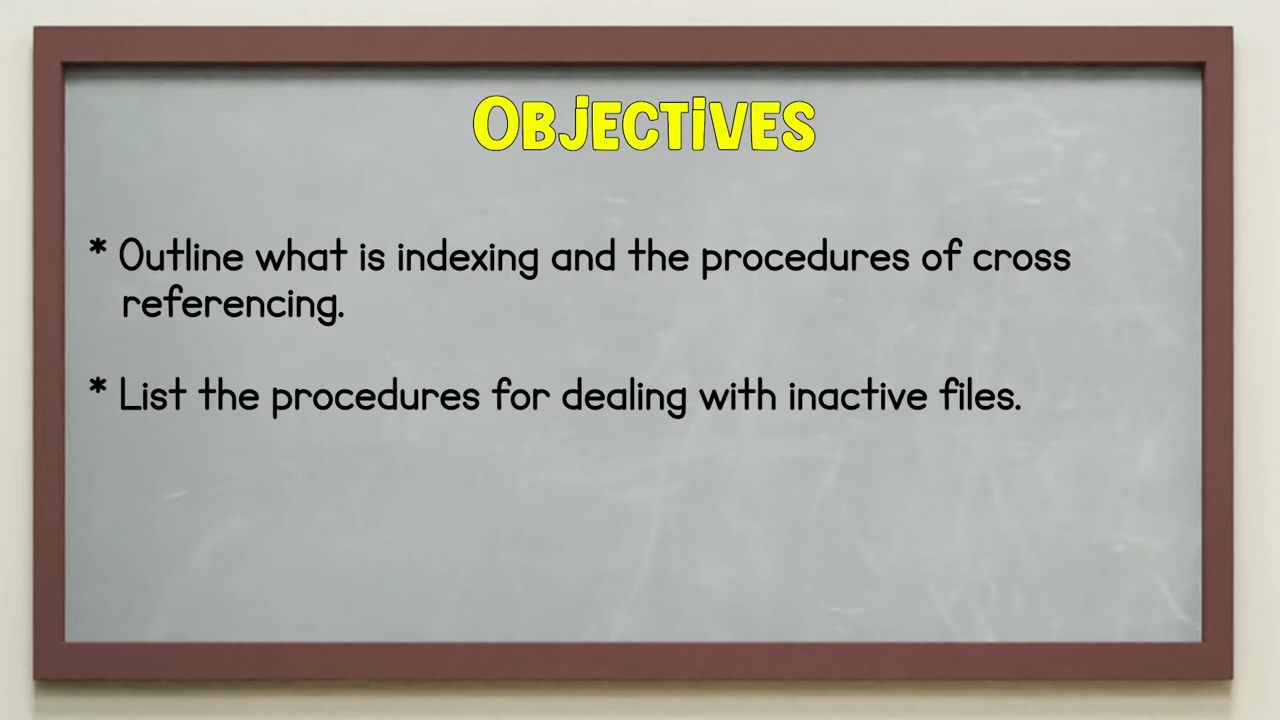 OBJECTIVES
* Outline what is indexing and the procedures of cross
referencing.
* List the procedures for dealing with inactive files.